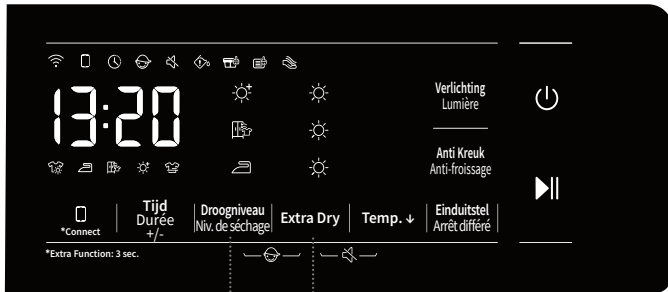 Verlichting
Lumière
13:20
Anti Kreuk
Anti-froissage
*Connect
Tijd
Durée
+/-
Droogniveau
Niv. de séchage
Extra Dry
Temp. ↓
Einduitstel
Arrêt différé
*Extra Function: 3 sec.